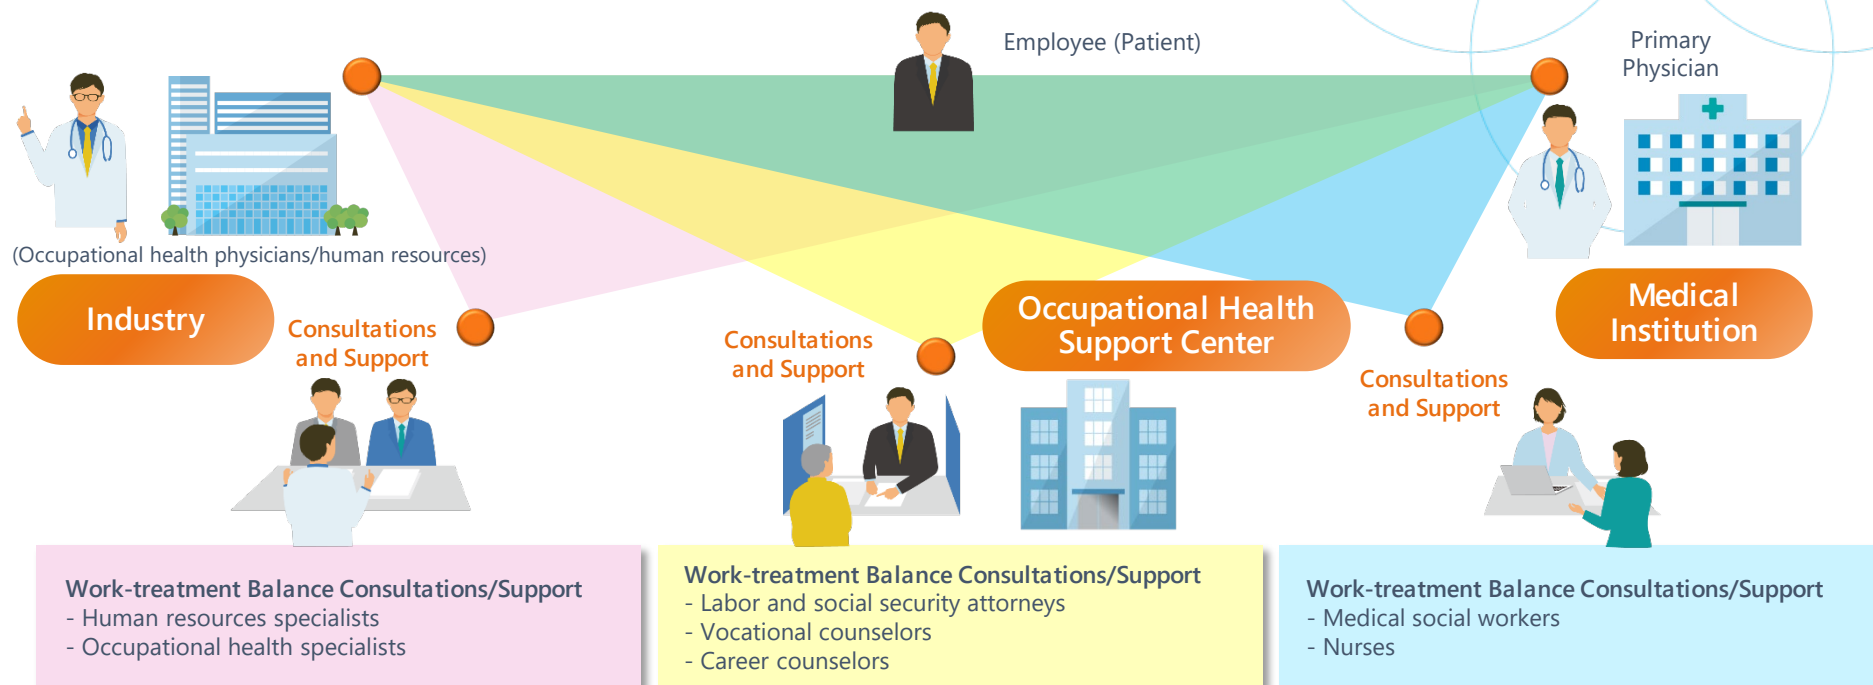 Employee (Patient)
Primary
Physician
(Occupational health physicians/human resources)
Industry
Consultations
and Support
Consultations
and Support
Occupational Health
Support Center
Medical
Institution
Consultations
and Support
Work-treatment Balance Consultations/Support
- Human resources specialists
- Occupational health specialists
Work-treatment Balance Consultations/Support
- Labor and social security attorneys
- Vocational counselors
- Career counselors
Work-treatment Balance Consultations/Support
- Medical social workers
- Nurses